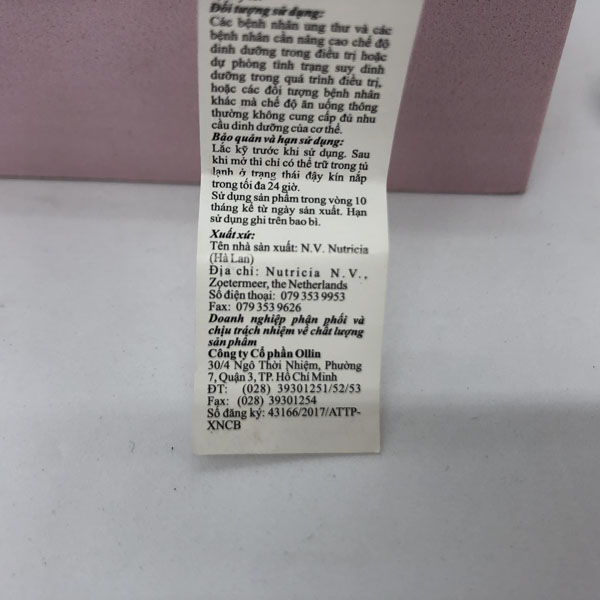 Đối tượng sử dụng:
Các bệnh nhân ung thư và các
bệnh nhân cần nâng cao chế độ
dinh dưỡng trong điều trị hoặc
dự phòng tình trạng suy dinh
dưỡng trong quá trình điều trị,
hoặc các đối tượng bệnh nhân
khác mà chế độ ăn uống thông
thường không cung cấp đủ nhu
cầu dinh dưỡng của cơ thể.
Bảo quản và hạn sử dụng:
Lắc kỹ trước khi sử dụng. Sau
khi mở thì chỉ có thể trữ trong tủ
lạnh ở trạng thái đậy kín nắp
trong tối đa 24 giờ.
Sử dụng sản phẩm trong vòng 10
tháng kể từ ngày sản xuất. Hạn
sử dụng ghi trên bao bì.
Xuất xứ:
Tên nhà sản xuất: N.V. Nutricia
(Hà Lan)
Địa chỉ: Nutricia N.V.,
Zoetermeer, the Netherlands
Số điện thoại: 079 353 9953
Fax: 079 353 9626
Doanh nghiệp phân phối và
chịu trách nhiệm về chất lượng
sản phẩm
Công ty Cổ phần Ollin
30/4 Ngô Thời Nhiệm, Phường
7, Quận 3, TP. Hồ Chí Minh
ĐT: (028) 39301251/52/53
Fax: (028) 39301254
Số đăng ký: 43166/2017/ATTP-
XNCB